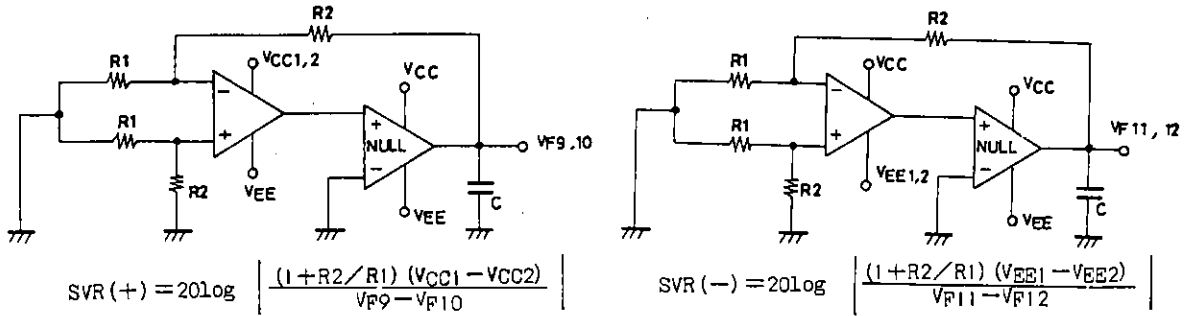 R2
R1
VCC1,2
VCC
R1
−
+
+
NULL
−
VF9,10
R2
VEE
VEE
C
SVR(+)=20log | (1+R2/R1) (VCC1−VCC2) / VF9−VF10 |
R2
R1
VCC
VCC
R1
−
+
+
NULL
−
VF11,12
R2
VEE1,2
VEE
C
SVR(−)=20log | (1+R2/R1) (VEE1−VEE2) / VF11−VF12 |